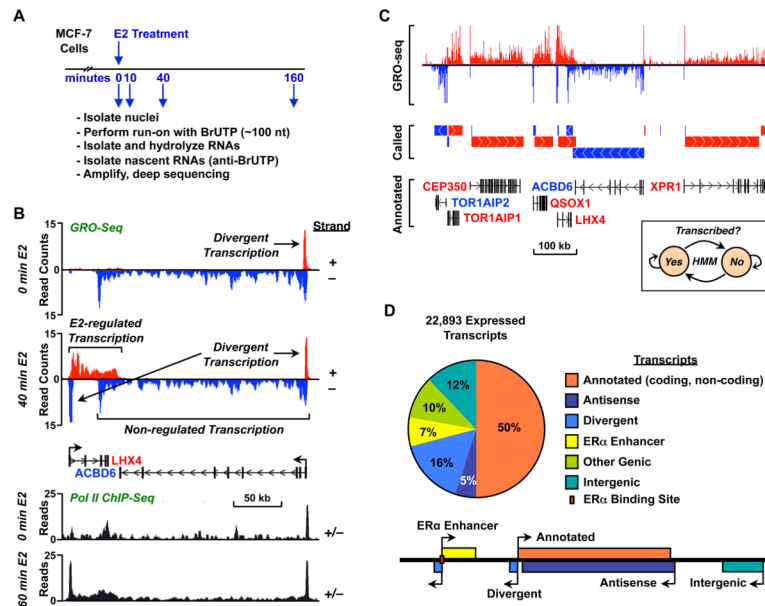 A
MCF-7
Cells
E2 Treatment
minutes 0 10 40 160
- Isolate nuclei
- Perform run-on with BrUTP (~100 nt)
- Isolate and hydrolyze RNAs
- Isolate nascent RNAs (anti-BrUTP)
- Amplify, deep sequencing
B
GRO-Seq
Strand
Divergent
Transcription
0 min E2
Read Counts
15
0
15
+
–
E2-regulated
Transcription
Divergent
Transcription
40 min E2
Read Counts
15
0
15
+
–
Non-regulated Transcription
LHX4
ACBD6
50 kb
Pol II ChIP-Seq
0 min E2
Reads
5
0
+/–
60 min E2
Reads
5
0
+/–
C
GRO-seq
Called
Annotated
CEP350
ACBD6
XPR1
TOR1AIP2
QSOX1
TOR1AIP1
LHX4
100 kb
Transcribed?
Yes HMM No
D
22,893 Expressed
Transcripts
12%
10%
50%
7%
16%
5%
Transcripts
Annotated (coding, non-coding)
Antisense
Divergent
ERα Enhancer
Other Genic
Intergenic
ERα Binding Site
ERα Enhancer
Annotated
Divergent
Antisense
Intergenic